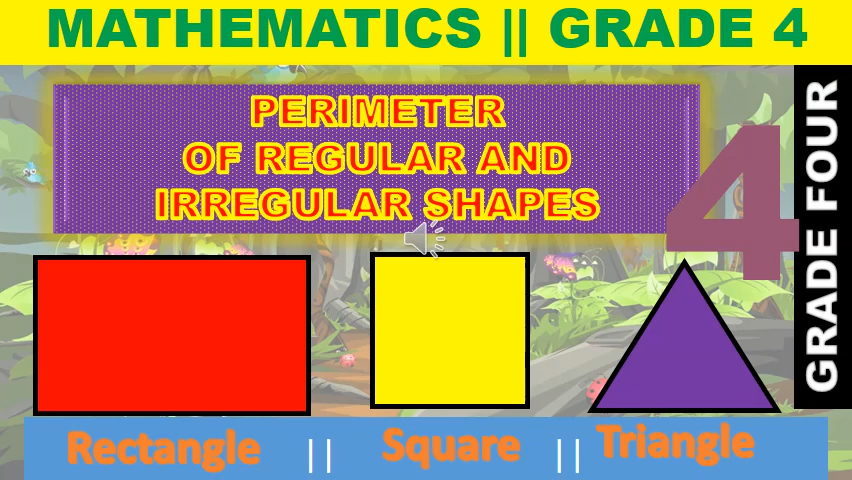 MATHEMATICS || GRADE 4
PERIMETER
OF REGULAR AND
IRREGULAR SHAPES
4
GRADE FOUR
Rectangle || Square || Triangle